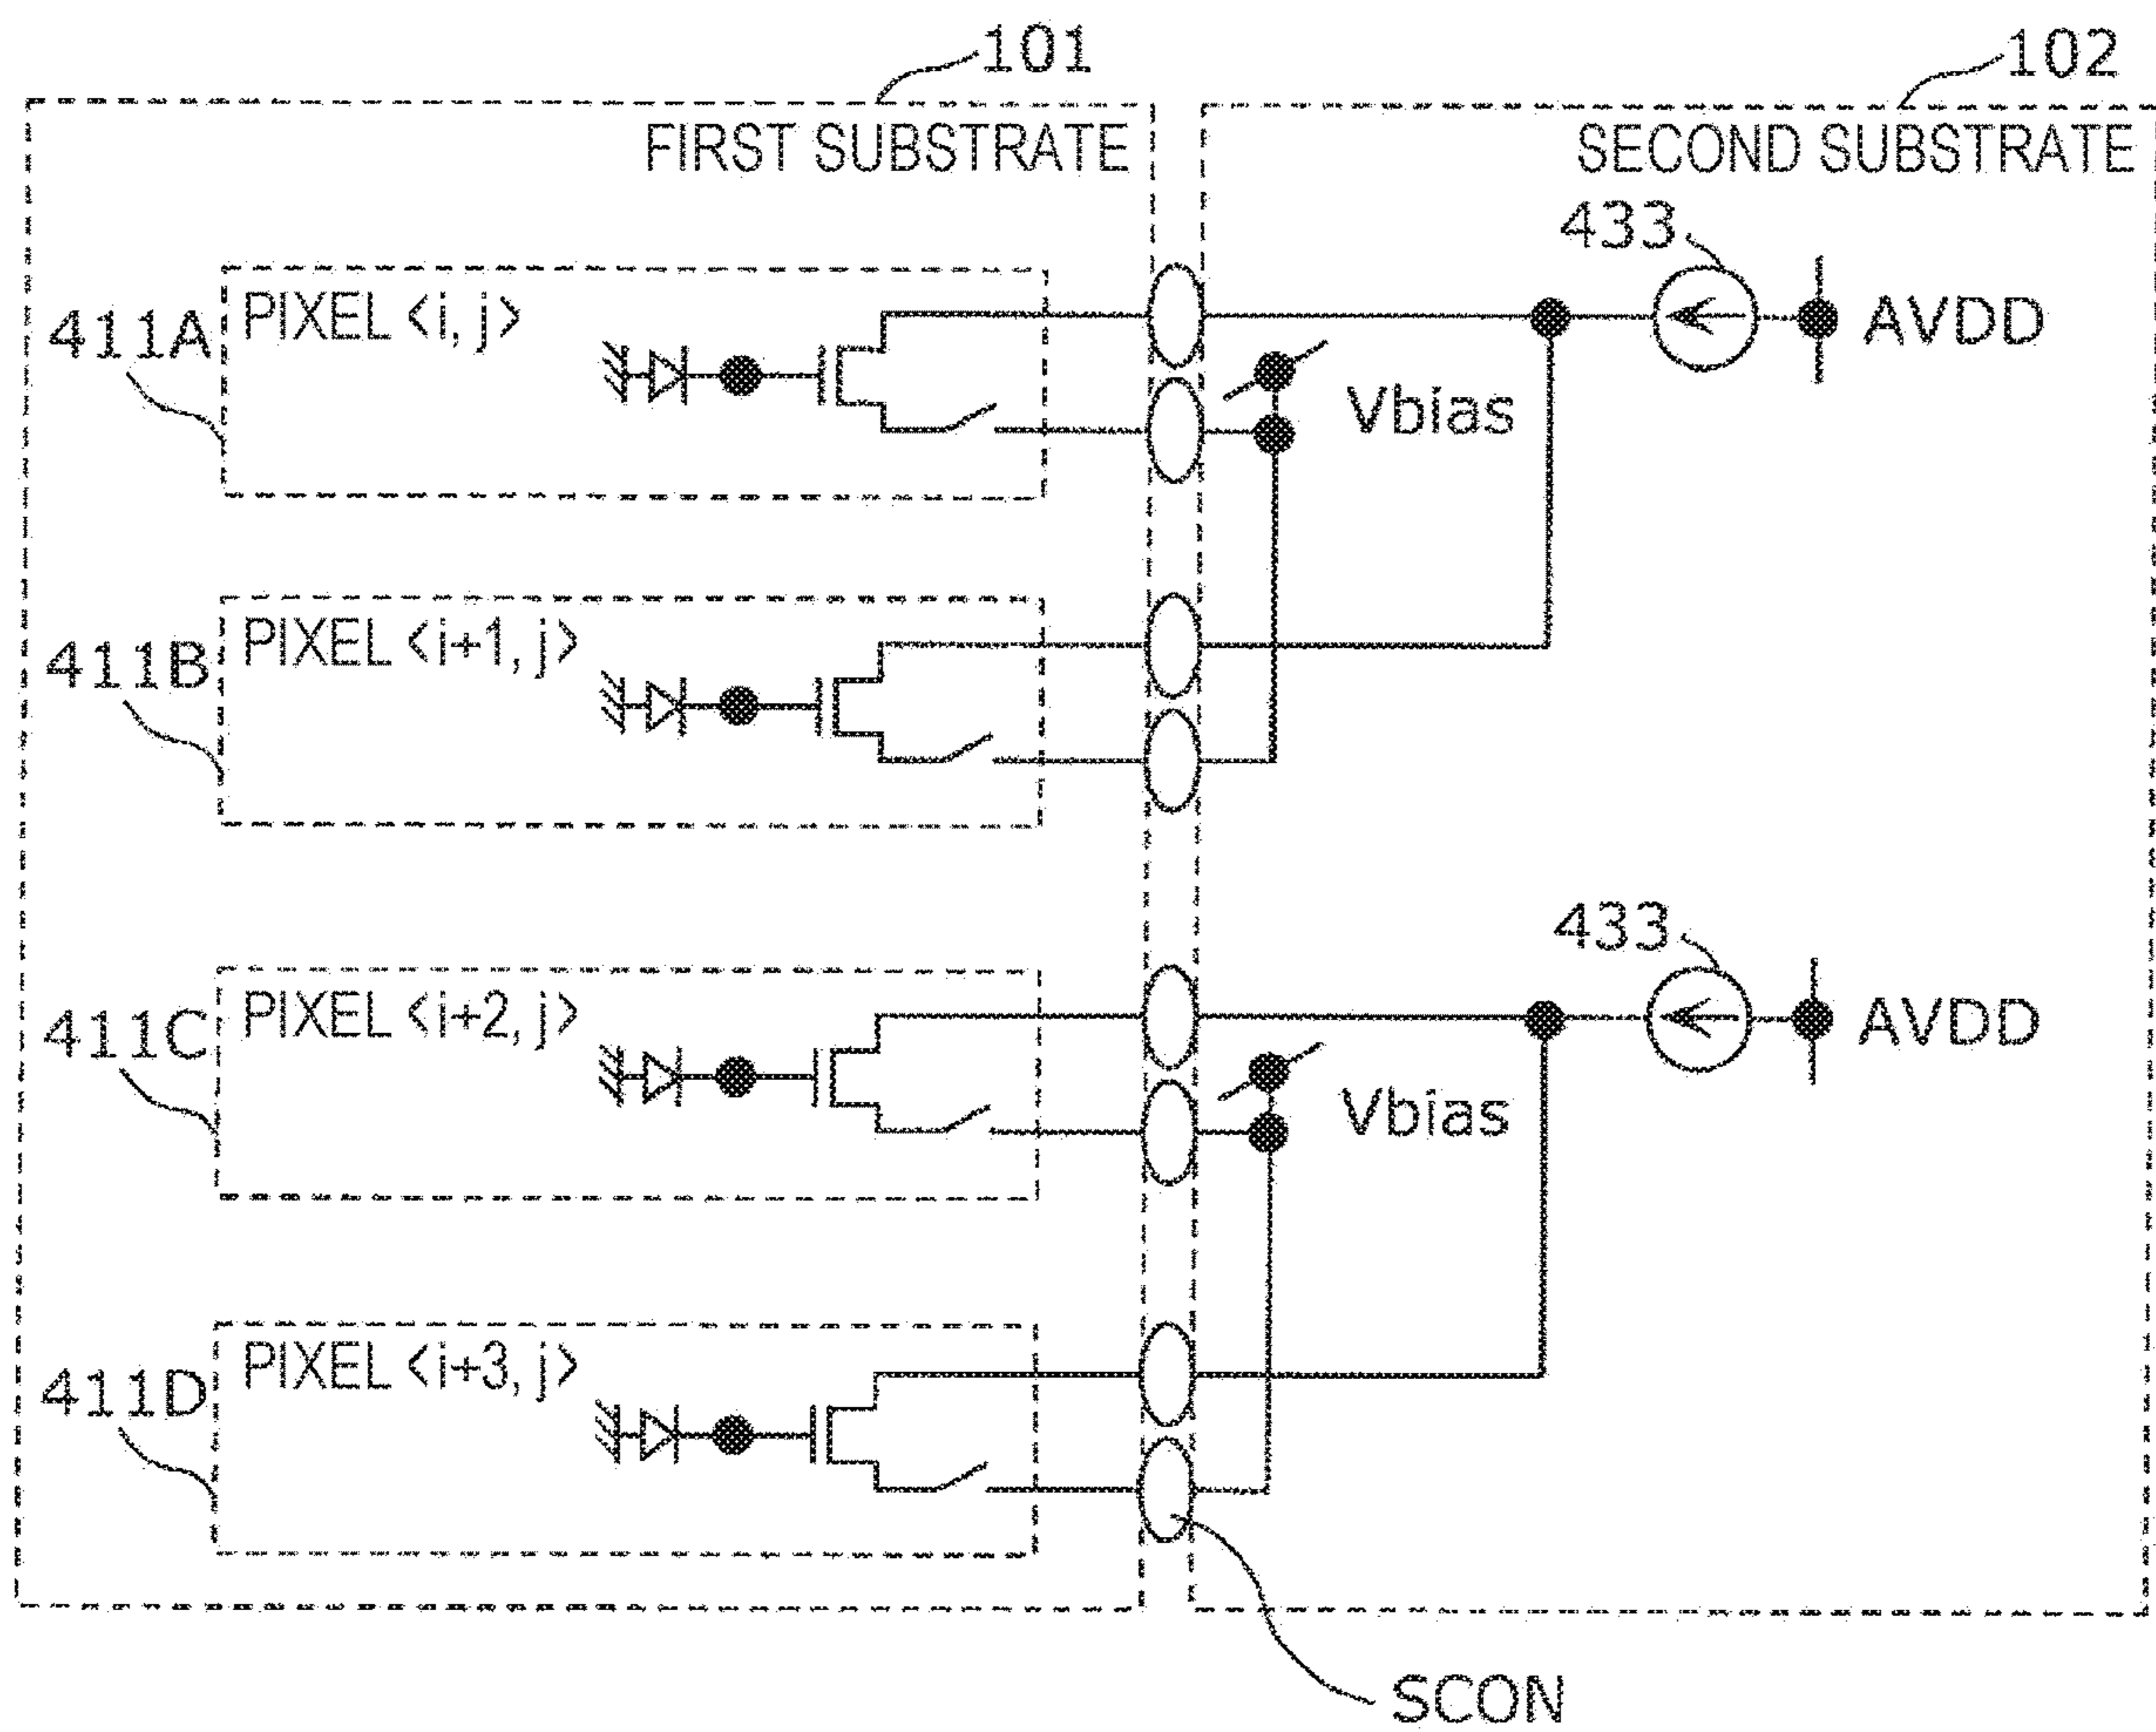 101
102
FIRST SUBSTRATE
SECOND SUBSTRATE
433
411A
PIXEL <i, j>
AVDD
Vbias
411B
PIXEL <i+1, j>
433
411C
PIXEL <i+2, j>
AVDD
Vbias
411D
PIXEL <i+3, j>
SCON